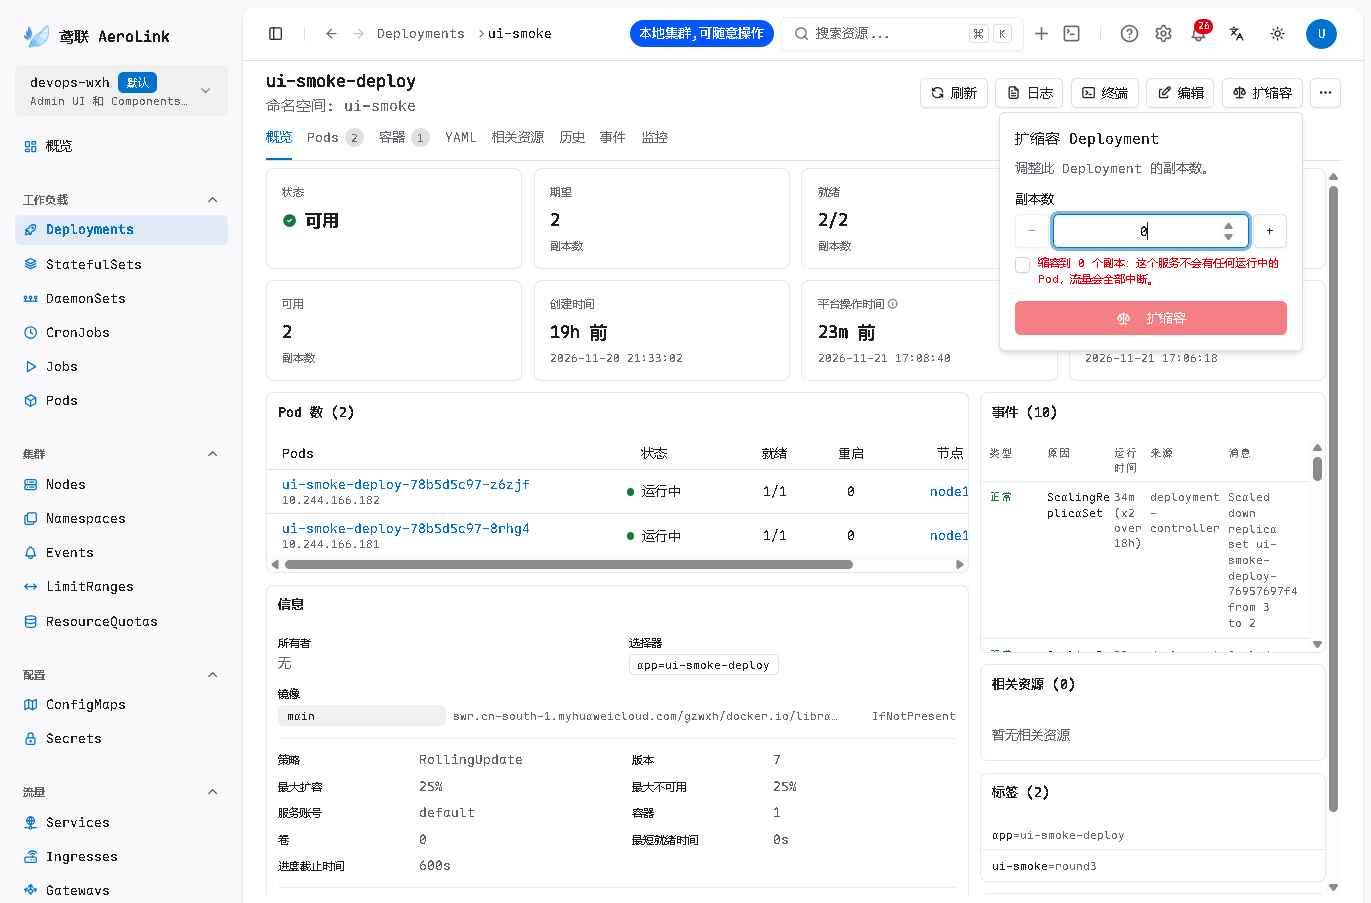 鸢联 AeroLink
devops-wxh 默认
Admin UI 和 Components…
概览
工作负载
Deployments
StatefulSets
DaemonSets
CronJobs
Jobs
Pods
集群
Nodes
Namespaces
Events
LimitRanges
ResourceQuotas
配置
ConfigMaps
Secrets
流量
Services
Ingresses
Gateways
Deployments ui-smoke
本地集群,可随意操作
搜索资源... ⌘ K
26
U
ui-smoke-deploy
命名空间: ui-smoke
刷新 日志 终端 编辑 扩缩容 ...
概览 Pods 2 容器 1 YAML 相关资源 历史 事件 监控
扩缩容 Deployment
调整此 Deployment 的副本数。
副本数
- 0 +
缩容到 0 个副本: 这个服务不会有任何运行中的
Pod, 流量会全部中断。
扩缩容
状态
可用
期望
2
副本数
就绪
2/2
副本数
可用
2
副本数
创建时间
19h 前
2026-11-20 21:33:02
平台操作时间
23m 前
2026-11-21 17:08:40
2026-11-21 17:06:18
Pod 数 (2)
Pods 状态 就绪 重启 节点
ui-smoke-deploy-78b5d5c97-z6zjf 运行中 1/1 0 node1
10.244.166.182
ui-smoke-deploy-78b5d5c97-8rhg4 运行中 1/1 0 node1
10.244.166.181
信息
所有者
无
选择器
app=ui-smoke-deploy
镜像
main swr.cn-south-1.myhuaweicloud.com/gzwxh/docker.io/libra… IfNotPresent
策略 RollingUpdate 版本 7
最大扩容 25% 最大不可用 25%
服务账号 default 容器 1
卷 0 最短就绪时间 0s
进度截止时间 600s
事件 (10)
类型 原因 运行时间 来源 消息
正常
ScalingRe
plicaSet
34m
(x2
over
18h)
deployment
-
controller
Scaled
down
replica
set ui-
smoke-
deploy-
76957697f4
from 3
to 2
相关资源 (0)
暂无相关资源
标签 (2)
app=ui-smoke-deploy
ui-smoke=round3